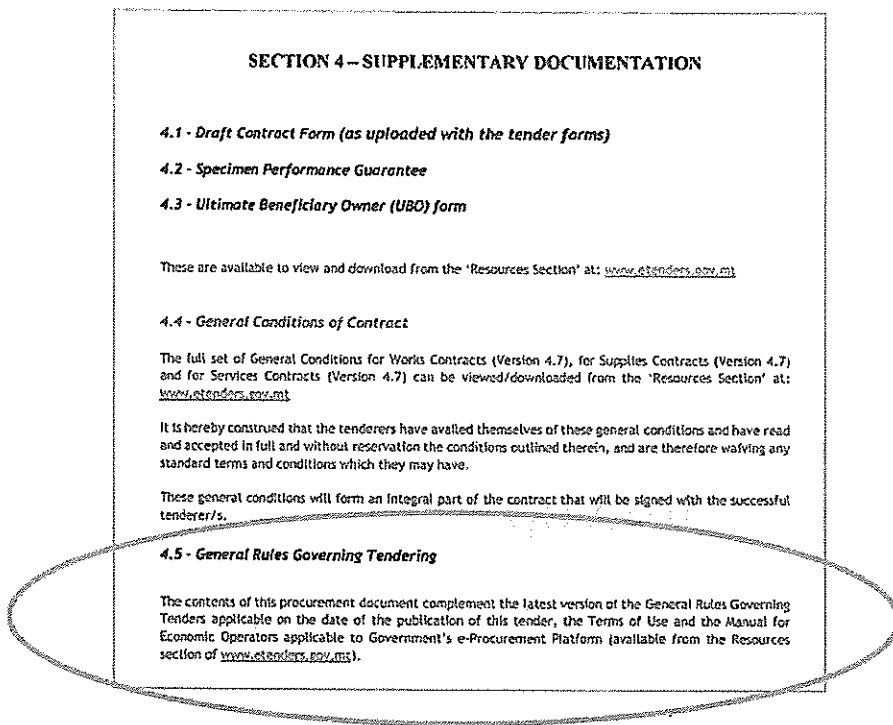 SECTION 4 – SUPPLEMENTARY DOCUMENTATION
4.1 - Draft Contract Form (as uploaded with the tender forms)
4.2 - Specimen Performance Guarantee
4.3 - Ultimate Beneficiary Owner (UBO) form
These are available to view and download from the 'Resources Section' at: www.etenders.gov.mt
4.4 - General Conditions of Contract
The full set of General Conditions for Works Contracts (Version 4.7), for Supplies Contracts (Version 4.7)
and for Services Contracts (Version 4.7) can be viewed/downloaded from the 'Resources Section' at:
www.etenders.gov.mt
It is hereby construed that the tenderers have availed themselves of these general conditions and have read
and accepted in full and without reservation the conditions outlined therein, and are therefore waiving any
standard terms and conditions which they may have.
These general conditions will form an integral part of the contract that will be signed with the successful
tenderer/s.
4.5 - General Rules Governing Tendering
The contents of this procurement document complement the latest version of the General Rules Governing
Tenders applicable on the date of the publication of this tender, the Terms of Use and the Manual for
Economic Operators applicable to Government's e-Procurement Platform (available from the Resources
section of www.etenders.gov.mt).